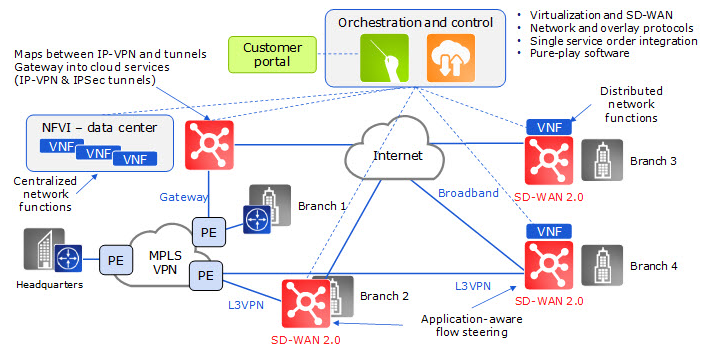 Orchestration and control
Customer
portal
• Virtualization and SD-WAN
• Network and overlay protocols
• Single service order integration
• Pure-play software
Maps between IP-VPN and tunnels
Gateway into cloud services
(IP-VPN & IPSec tunnels)
NFVI – data center
VNF
VNF
VNF
Centralized
network
functions
Gateway
Internet
VNF
Distributed
network
functions
Branch 3
SD-WAN 2.0
Broadband
Branch 1
PE
PE
PE
MPLS
VPN
Headquarters
L3VPN
Branch 2
SD-WAN 2.0
VNF
Branch 4
L3VPN
SD-WAN 2.0
Application-aware
flow steering